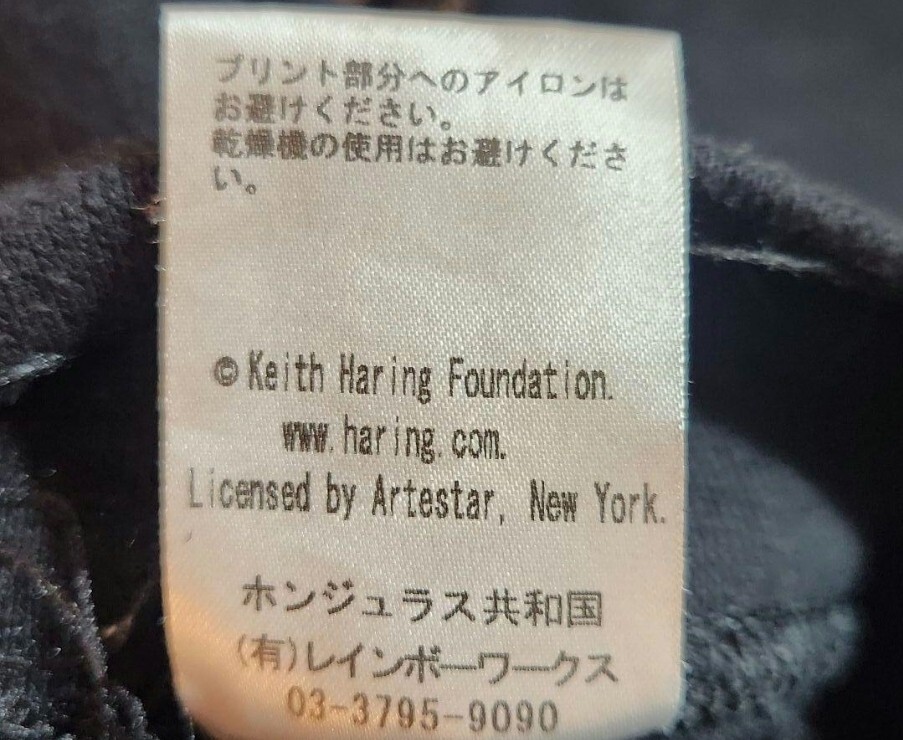 プリント部分へのアイロンは
お避けください。
乾燥機の使用はお避けくださ
い。
© Keith Haring Foundation.
www.haring.com.
Licensed by Artestar, New York.
ホンジュラス共和国
(有)レインボーワークス
03-3795-9090